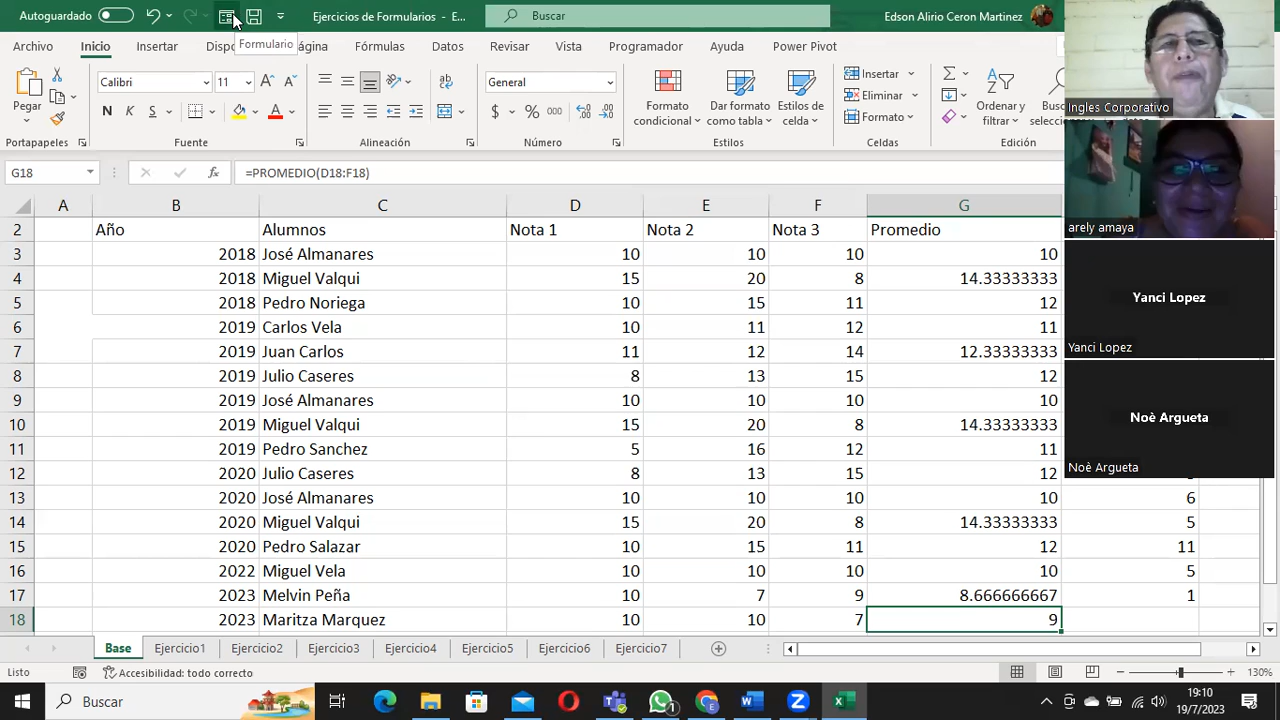 Autoguardado
Ejercicios de Formularios - E...
Buscar
Edson Alirio Ceron Martinez
Formulario
Archivo Inicio Insertar Dispo ágina Fórmulas Datos Revisar Vista Programador Ayuda Power Pivot
Pegar
Calibri 11
N K S
General
Formato condicional
Dar formato como tabla
Estilos de celda
Insertar
Eliminar
Formato
Ordenar y filtrar
Portapapeles Fuente Alineación Número Estilos Celdas Edición
G18 =PROMEDIO(D18:F18)
A B C D E F G
2 Año Alumnos Nota 1 Nota 2 Nota 3 Promedio
3 2018 José Almanares 10 10 10 10
4 2018 Miguel Valqui 15 20 8 14.33333333
5 2018 Pedro Noriega 10 15 11 12
6 2019 Carlos Vela 10 11 12 11
7 2019 Juan Carlos 11 12 14 12.33333333
8 2019 Julio Caseres 8 13 15 12
9 2019 José Almanares 10 10 10 10
10 2019 Miguel Valqui 15 20 8 14.33333333
11 2019 Pedro Sanchez 5 16 12 11
12 2020 Julio Caseres 8 13 15 12
13 2020 José Almanares 10 10 10 10 6
14 2020 Miguel Valqui 15 20 8 14.33333333 5
15 2020 Pedro Salazar 10 15 11 12 11
16 2022 Miguel Vela 10 10 10 10 5
17 2023 Melvin Peña 10 7 9 8.666666667 1
18 2023 Maritza Marquez 10 10 7 9
Base Ejercicio1 Ejercicio2 Ejercicio3 Ejercicio4 Ejercicio5 Ejercicio6 Ejercicio7
Listo Accesibilidad: todo correcto 130%
Buscar
19:10
19/7/2023
Ingles Corporativo
arely amaya
Yanci Lopez
Yanci Lopez
Noè Argueta
Noè Argueta